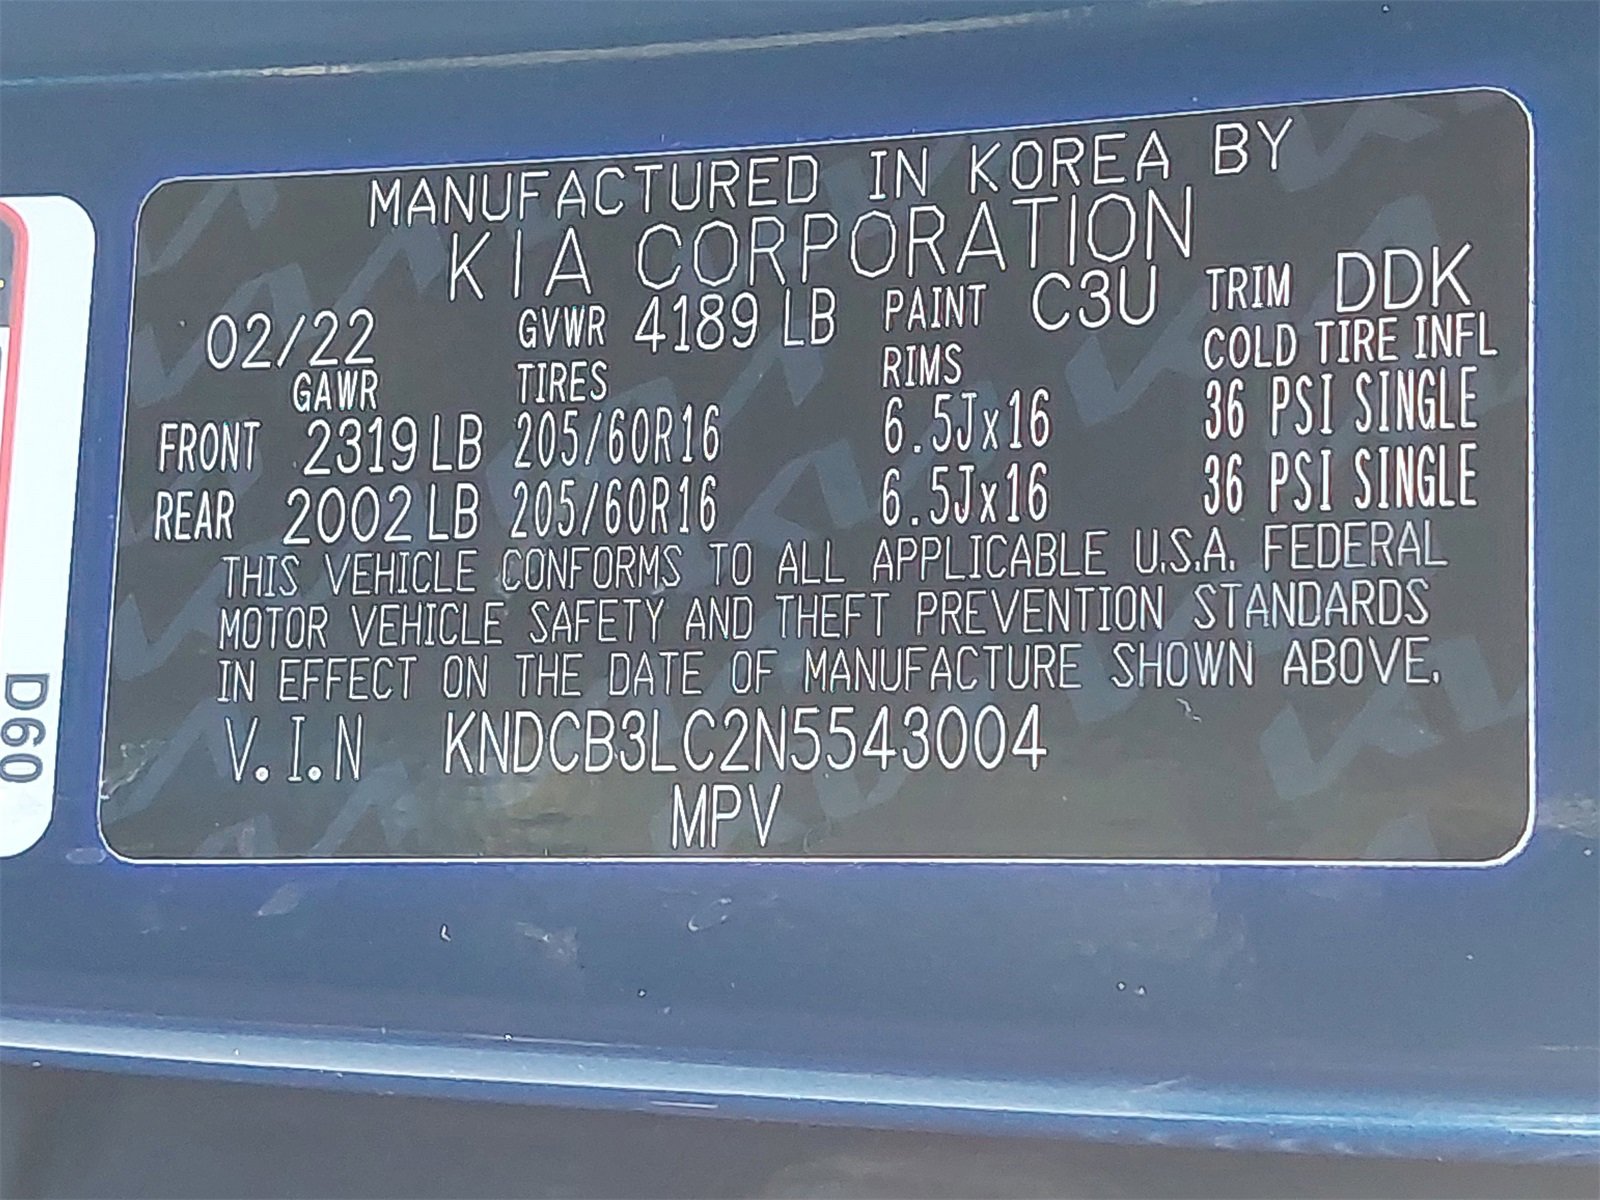 MANUFACTURED IN KOREA BY
KIA CORPORATION
02/22 GVWR 4189 LB PAINT C3U TRIM DDK
GAWR TIRES RIMS COLD TIRE INFL
FRONT 2319 LB 205/60R16 6.5Jx16 36 PSI SINGLE
REAR 2002 LB 205/60R16 6.5Jx16 36 PSI SINGLE
THIS VEHICLE CONFORMS TO ALL APPLICABLE U.S.A. FEDERAL
MOTOR VEHICLE SAFETY AND THEFT PREVENTION STANDARDS
IN EFFECT ON THE DATE OF MANUFACTURE SHOWN ABOVE.
V.I.N KNDCB3LC2N5543004
MPV
D60